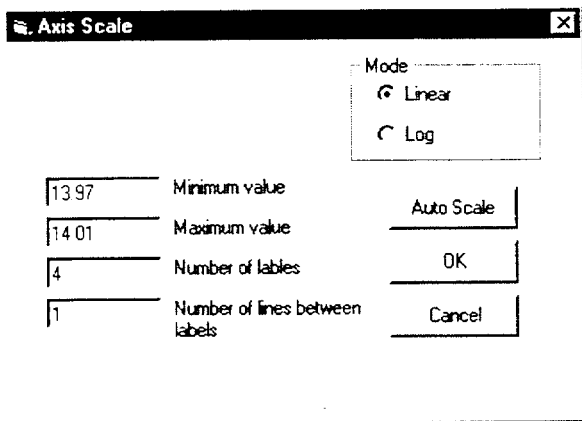 Axis Scale
Mode
Linear
Log
13.97 Minimum value
14.01 Maximum value
4 Number of lables
1 Number of lines between
labels
Auto Scale
OK
Cancel